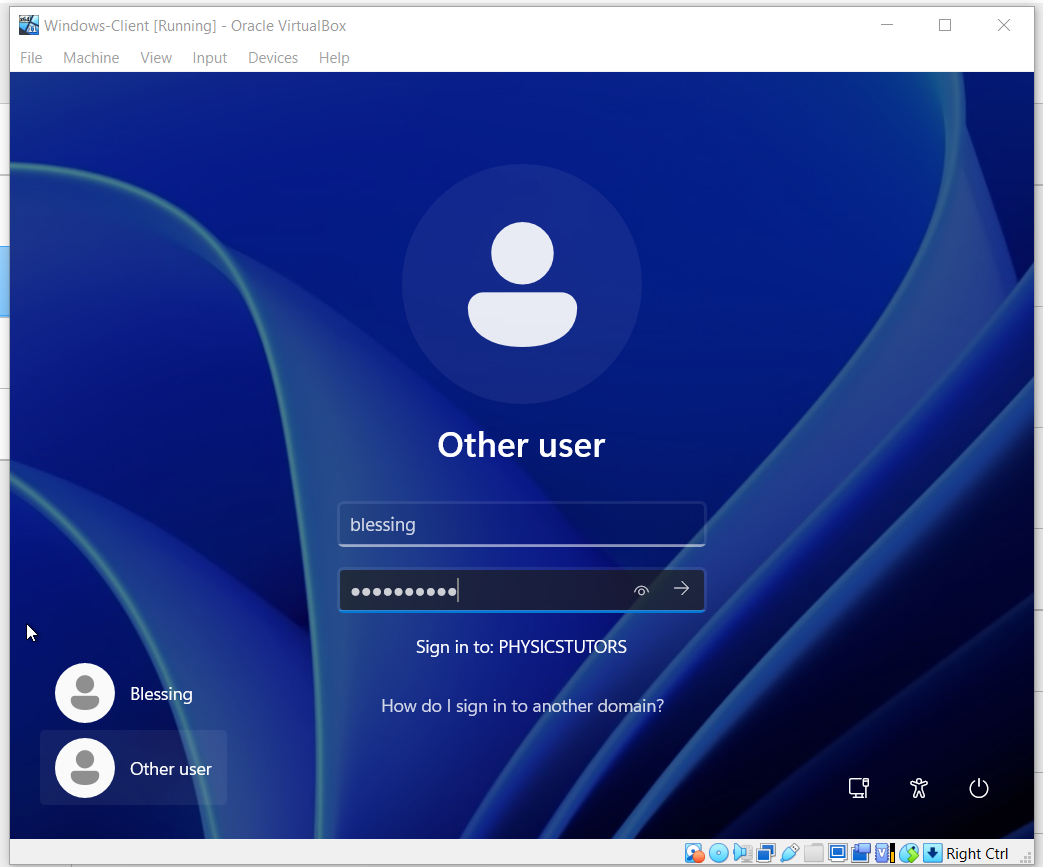 Windows-Client [Running] - Oracle VirtualBox
File Machine View Input Devices Help
Other user
blessing
••••••••••
Sign in to: PHYSICSTUTORS
How do I sign in to another domain?
Blessing
Other user
Right Ctrl